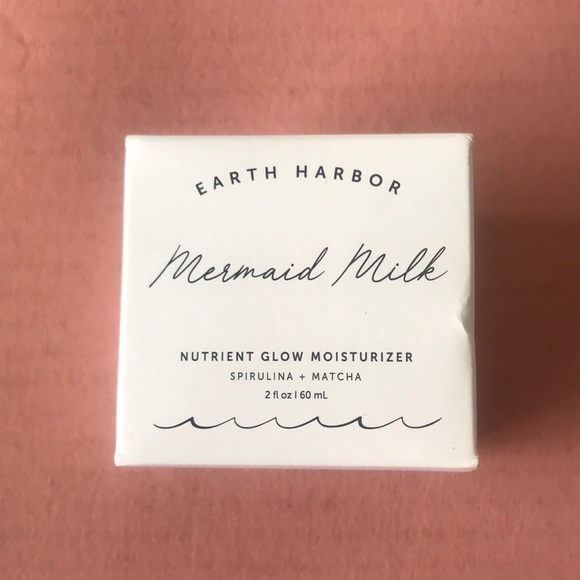 EARTH HARBOR
Mermaid Milk
NUTRIENT GLOW MOISTURIZER
SPIRULINA + MATCHA
2 fl oz | 60 mL